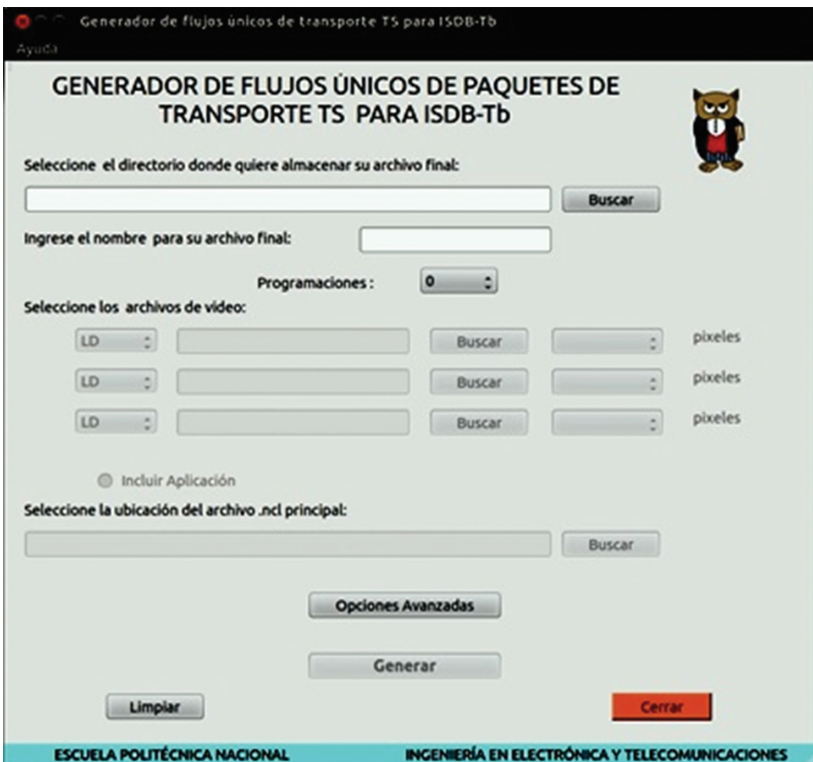 Generador de flujos únicos de transporte TS para ISDB-Tb
Ayuda
GENERADOR DE FLUJOS ÚNICOS DE PAQUETES DE
TRANSPORTE TS PARA ISDB-Tb
Seleccione el directorio donde quiere almacenar su archivo final:
Buscar
Ingrese el nombre para su archivo final:
Programaciones : 0
Seleccione los archivos de video:
LD Buscar pixeles
LD Buscar pixeles
LD Buscar pixeles
Incluir Aplicación
Seleccione la ubicación del archivo .ncl principal:
Buscar
Opciones Avanzadas
Generar
Limpiar Cerrar
ESCUELA POLITÉCNICA NACIONAL INGENIERÍA EN ELECTRÓNICA Y TELECOMUNICACIONES